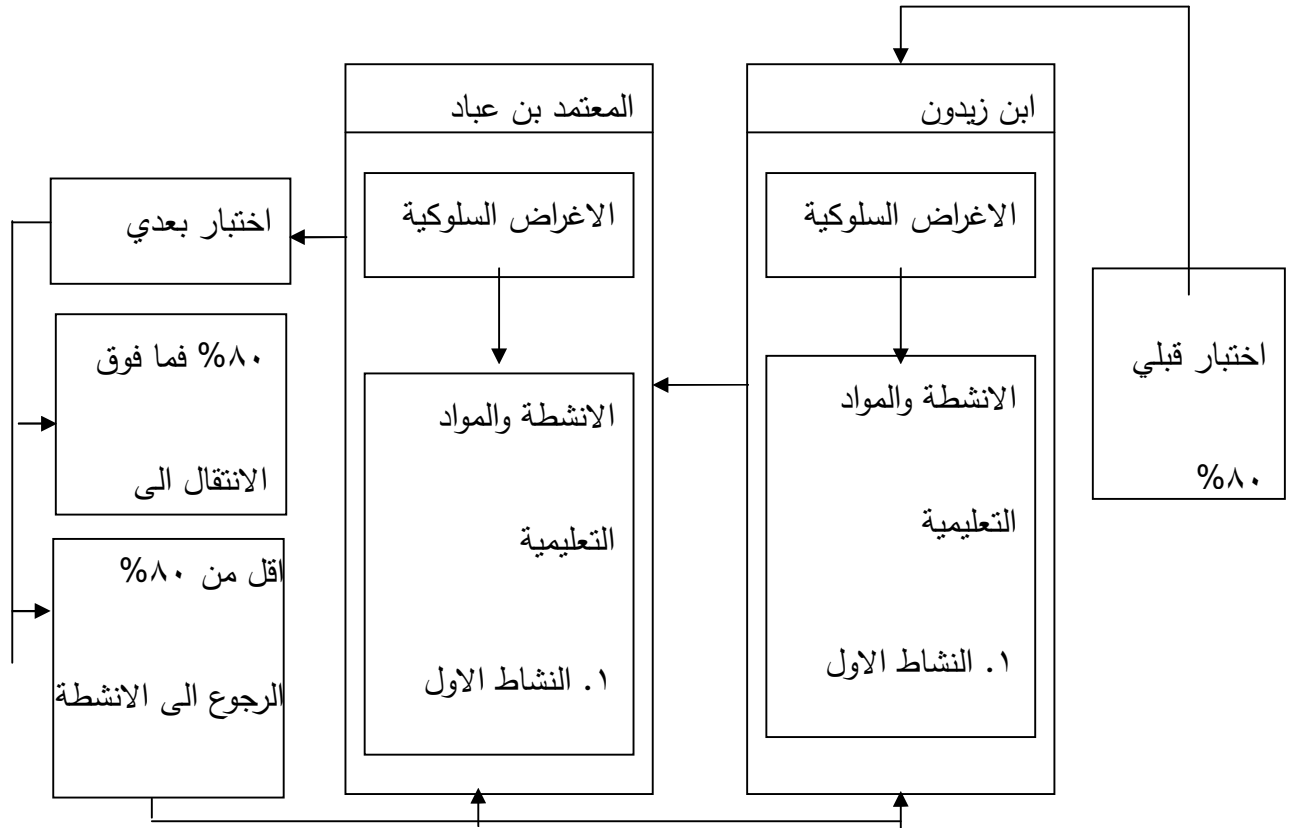 اختبار قبلي
٨٠%
ابن زيدون
الاغراض السلوكية
الانشطة والمواد
التعليمية
١. النشاط الاول
المعتمد بن عباد
الاغراض السلوكية
الانشطة والمواد
التعليمية
١. النشاط الاول
اختبار بعدي
٨٠% فما فوق
الانتقال الى
اقل من ٨٠%
الرجوع الى الانشطة